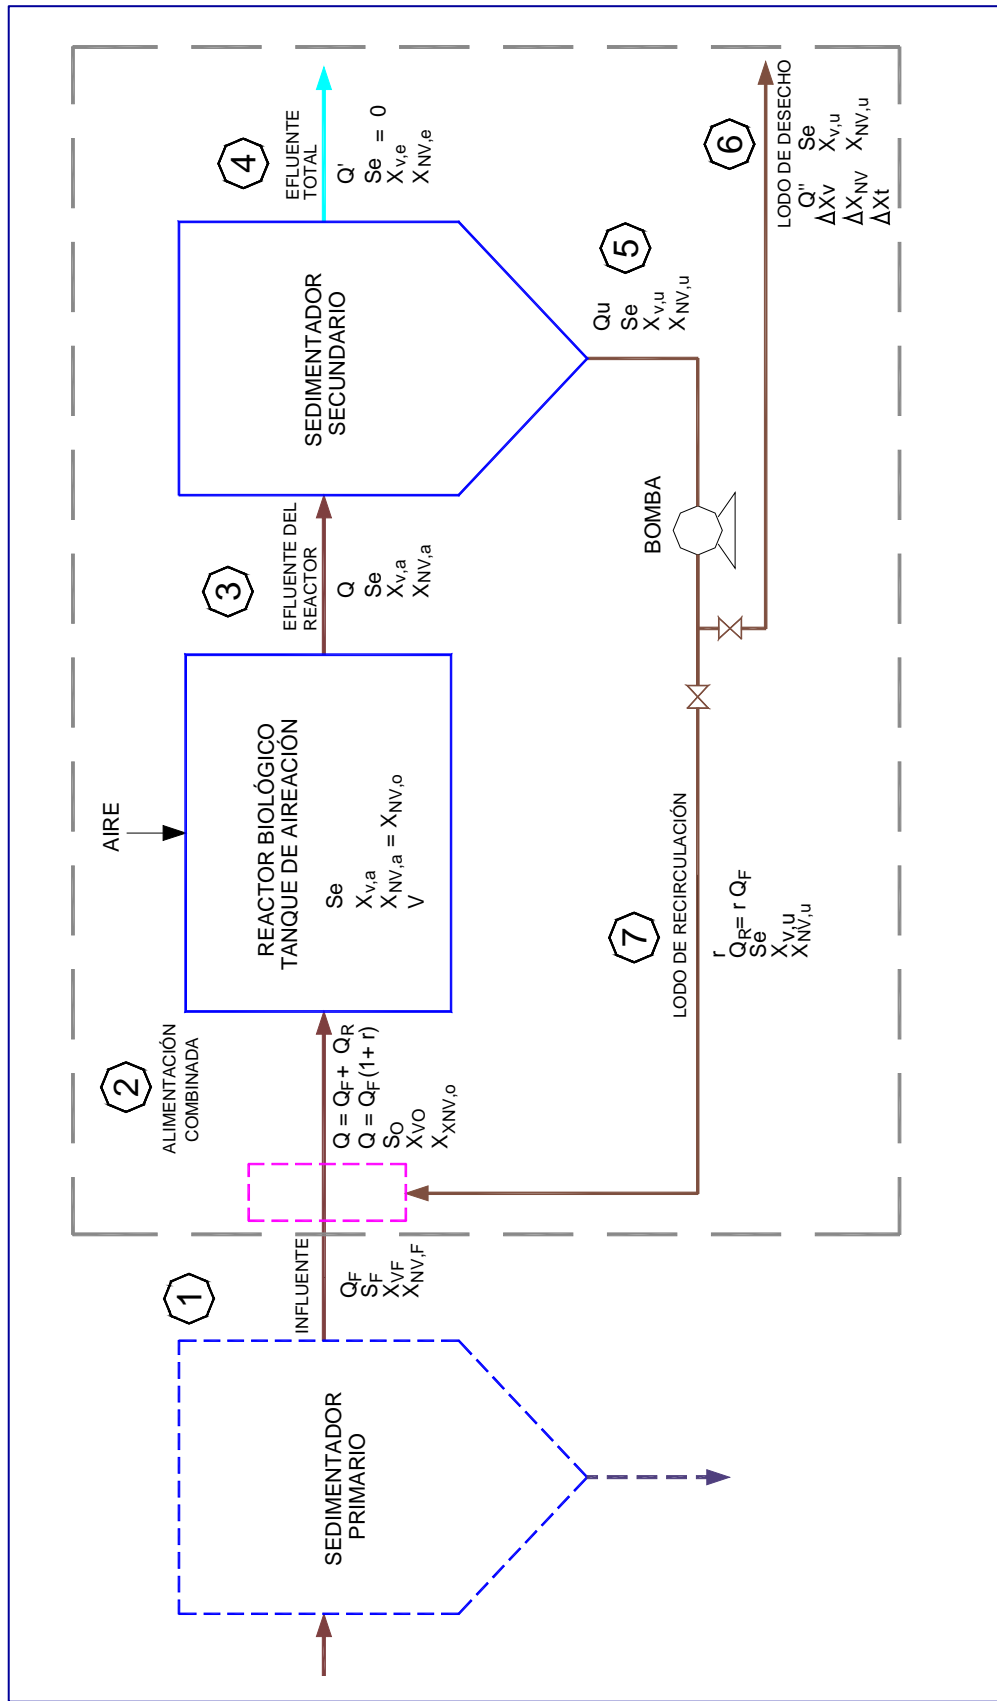 SEDIMENTADOR
PRIMARIO
1
INFLUENTE
Q_F
S_F
X_VF
X_NV,F
2
ALIMENTACIÓN
COMBINADA
Q = Q_F + Q_R
Q = Q_F (1+ r)
S_O
X_VO
X_XNV,o
AIRE
REACTOR BIOLÓGICO
TANQUE DE AIREACIÓN
Se
X_v,a
X_NV,a = X_NV,o
V
3
EFLUENTE DEL
REACTOR
Q
Se
X_v,a
X_NV,a
SEDIMENTADOR
SECUNDARIO
4
EFLUENTE
TOTAL
Q'
Se = 0
X_v,e
X_NV,e
5
Qu
Se
X_v,u
X_NV,u
BOMBA
6
LODO DE DESECHO
Q" Se
ΔXv X_v,u
ΔX_NV X_NV,u
ΔXt
7
LODO DE RECIRCULACIÓN
r
Q_R= r Q_F
Se
X_v,u
X_NV,u